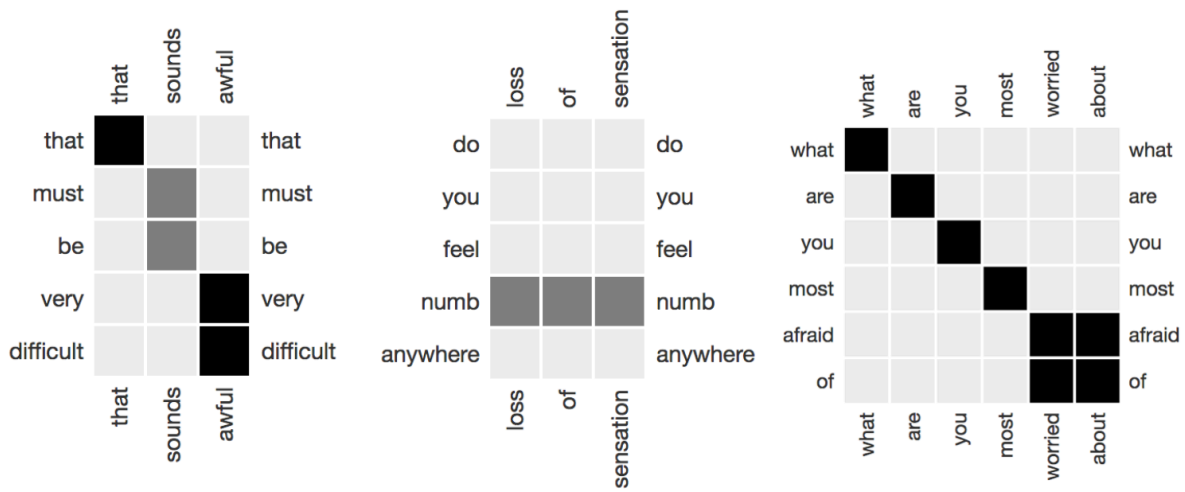 that sounds awful
that that
must must
be be
very very
difficult difficult
that sounds awful
loss of sensation
do do
you you
feel feel
numb numb
anywhere anywhere
loss of sensation
what are you most worried about
what what
are are
you you
most most
afraid afraid
of of
what are you most worried about